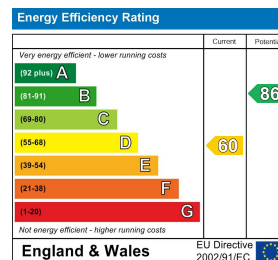 Energy Efficiency Rating
Current Potenti
Very energy efficient - lower running costs
(92 plus) A
(81-91) B
86
(69-80) C
(55-68) D
60
(39-54) E
(21-38) F
(1-20) G
Not energy efficient - higher running costs
England & Wales
EU Directive
2002/91/EC